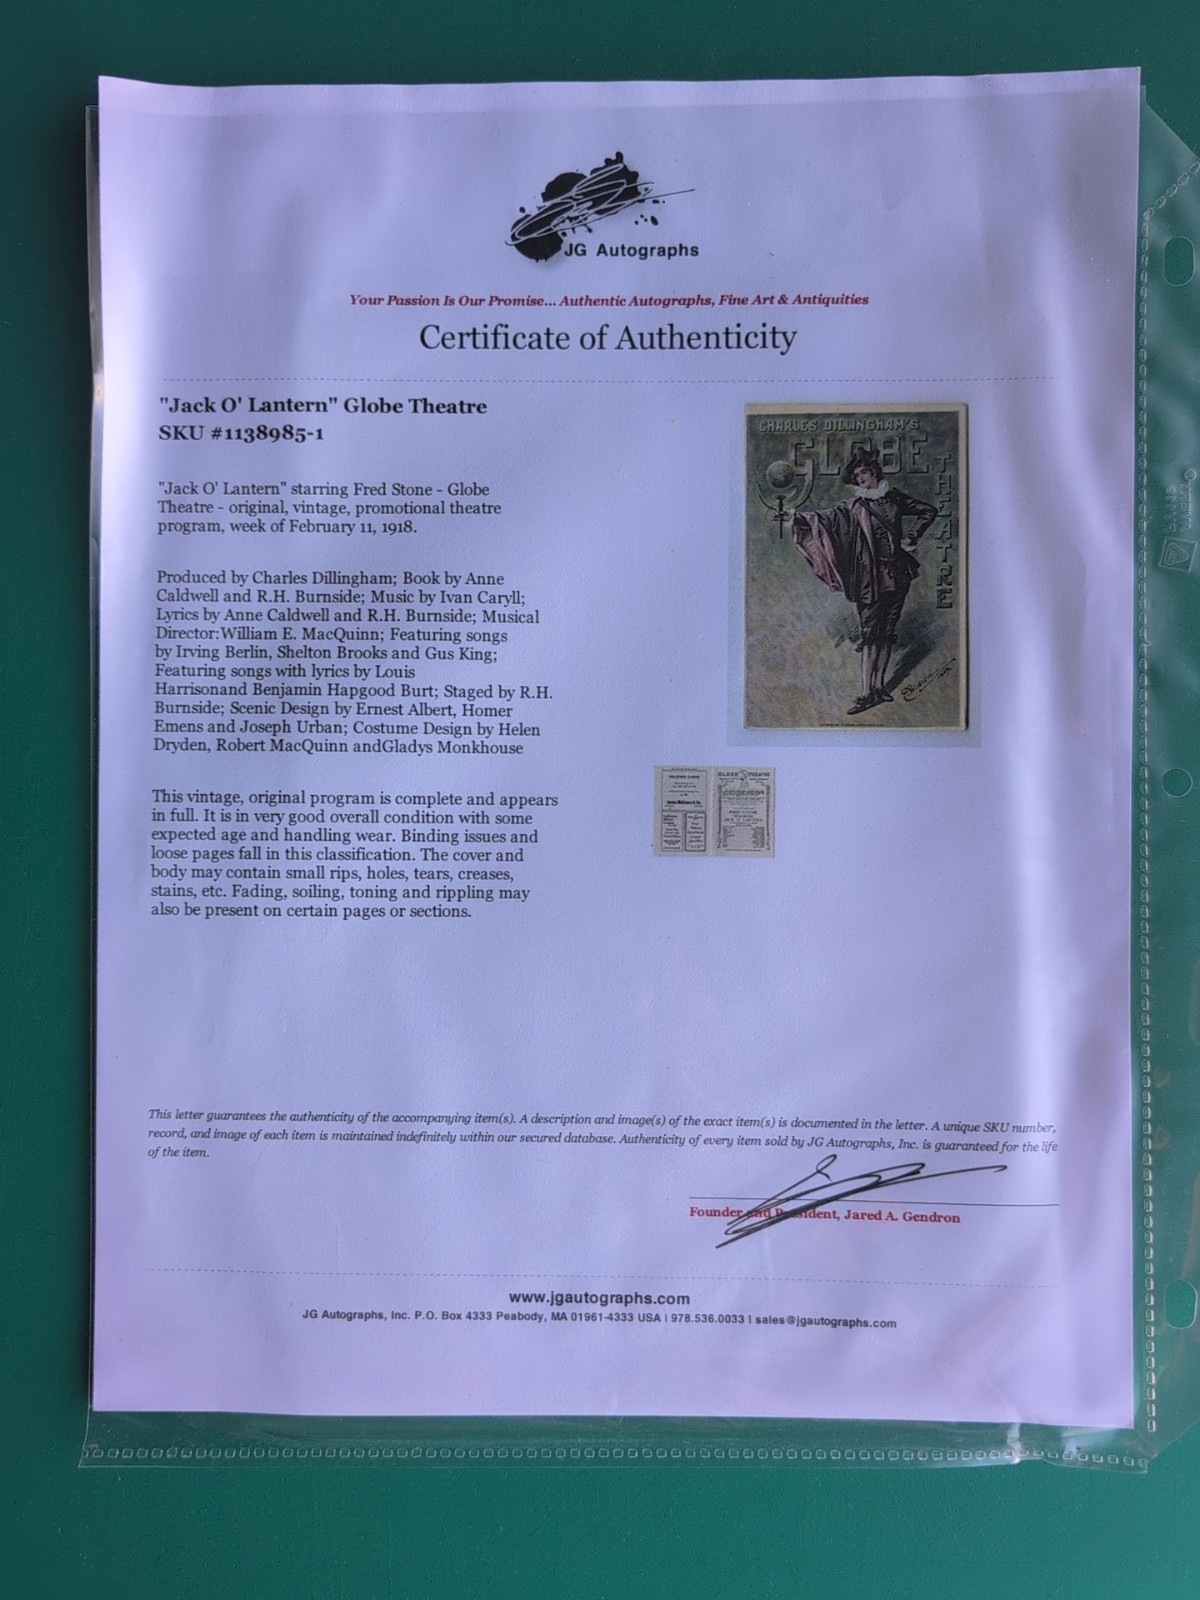 JG Autographs
Your Passion Is Our Promise... Authentic Autographs, Fine Art & Antiquities
Certificate of Authenticity
"Jack O' Lantern" Globe Theatre
SKU #1138985-1
"Jack O' Lantern" starring Fred Stone - Globe
Theatre - original, vintage, promotional theatre
program, week of February 11, 1918.
Produced by Charles Dillingham; Book by Anne
Caldwell and R.H. Burnside; Music by Ivan Caryll;
Lyrics by Anne Caldwell and R.H. Burnside; Musical
Director:William E. MacQuinn; Featuring songs
by Irving Berlin, Shelton Brooks and Gus King;
Featuring songs with lyrics by Louis
Harrisonand Benjamin Hapgood Burt; Staged by R.H.
Burnside; Scenic Design by Ernest Albert, Homer
Emens and Joseph Urban; Costume Design by Helen
Dryden, Robert MacQuinn andGladys Monkhouse
This vintage, original program is complete and appears
in full. It is in very good overall condition with some
expected age and handling wear. Binding issues and
loose pages fall in this classification. The cover and
body may contain small rips, holes, tears, creases,
stains, etc. Fading, soiling, toning and rippling may
also be present on certain pages or sections.
CHARLES DILLINGHAM'S
GLOBE
THEATRE
GLOBE THEATRE
This letter guarantees the authenticity of the accompanying item(s). A description and image(s) of the exact item(s) is documented in the letter. A unique SKU number,
record, and image of each item is maintained indefinitely within our secured database. Authenticity of every item sold by JG Autographs, Inc. is guaranteed for the life
of the item.
Founder and President, Jared A. Gendron
www.jgautographs.com
JG Autographs, Inc. P.O. Box 4333 Peabody, MA 01961-4333 USA | 978.536.0033 | sales@jgautographs.com